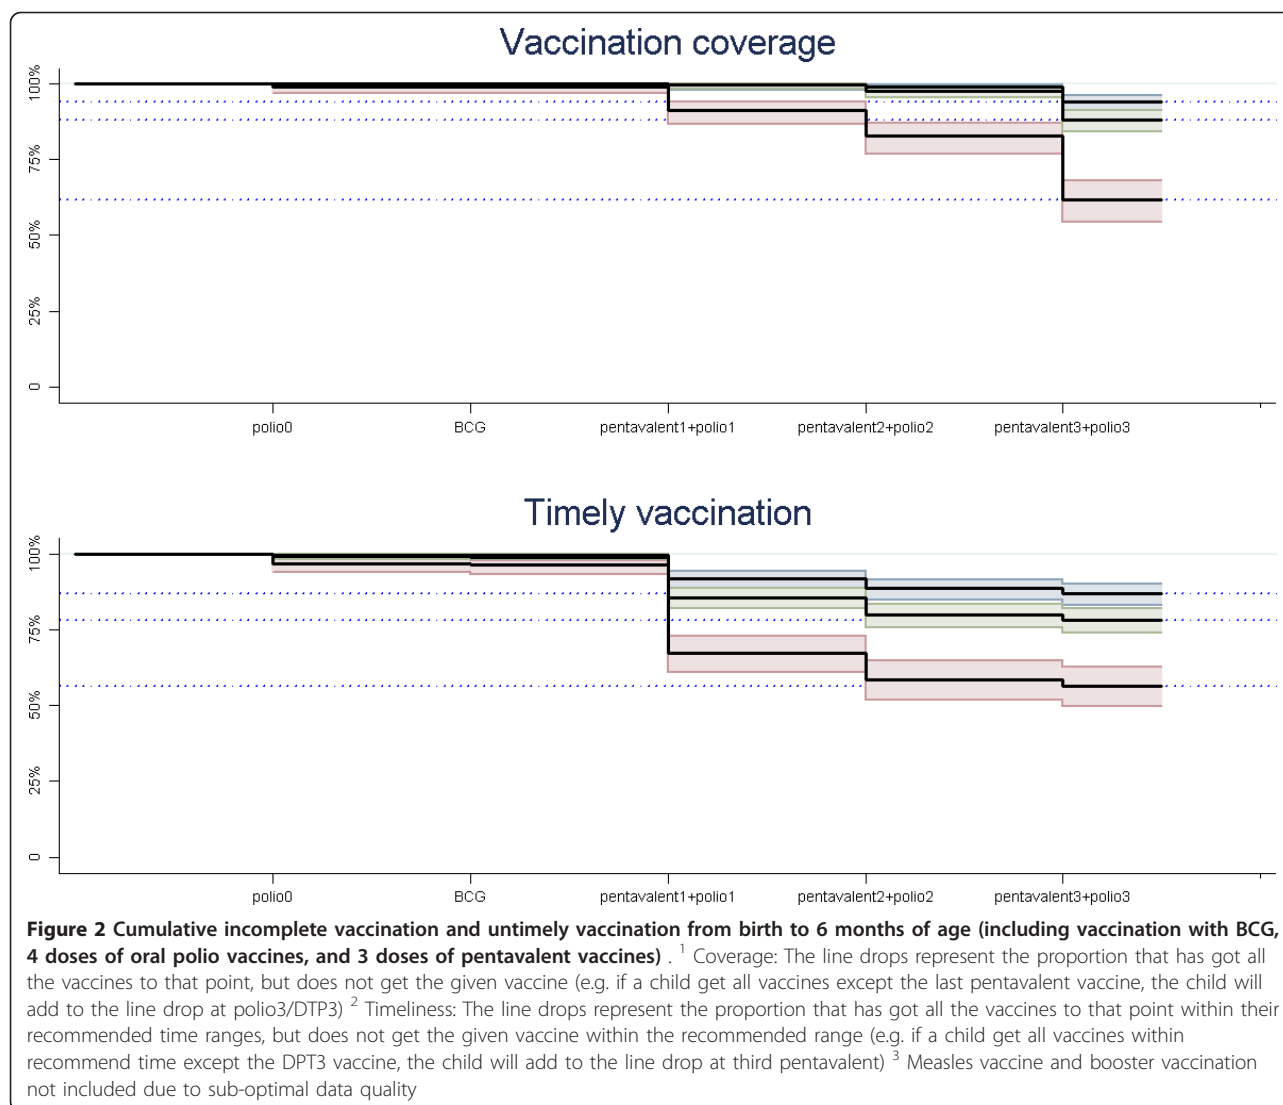 Vaccination coverage
100%
75%
50%
25%
0
polio0 BCG pentavalent1+polio1 pentavalent2+polio2 pentavalent3+polio3
Timely vaccination
100%
75%
50%
25%
0
polio0 BCG pentavalent1+polio1 pentavalent2+polio2 pentavalent3+polio3
Figure 2 Cumulative incomplete vaccination and untimely vaccination from birth to 6 months of age (including vaccination with BCG,
4 doses of oral polio vaccines, and 3 doses of pentavalent vaccines) . 1 Coverage: The line drops represent the proportion that has got all
the vaccines to that point, but does not get the given vaccine (e.g. if a child get all vaccines except the last pentavalent vaccine, the child will
add to the line drop at polio3/DTP3) 2 Timeliness: The line drops represent the proportion that has got all the vaccines to that point within their
recommended time ranges, but does not get the given vaccine within the recommended range (e.g. if a child get all vaccines within
recommend time except the DPT3 vaccine, the child will add to the line drop at third pentavalent) 3 Measles vaccine and booster vaccination
not included due to sub-optimal data quality